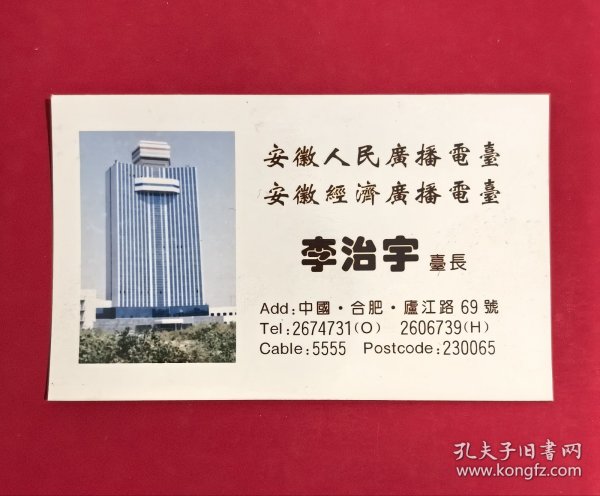 安徽人民廣播電臺
安徽經濟廣播電臺
李治宇 臺長
Add:中國・合肥・廬江路 69 號
Tel:2674731(O) 2606739(H)
Cable:5555 Postcode:230065
孔夫子旧书网
www.kongfz.com